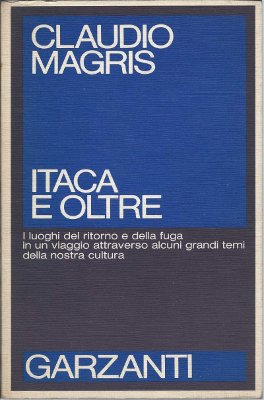 CLAUDIO
MAGRIS
ITACA
E OLTRE
I luoghi del ritorno e della fuga
in un viaggio attraverso alcuni grandi temi
della nostra cultura
GARZANTI